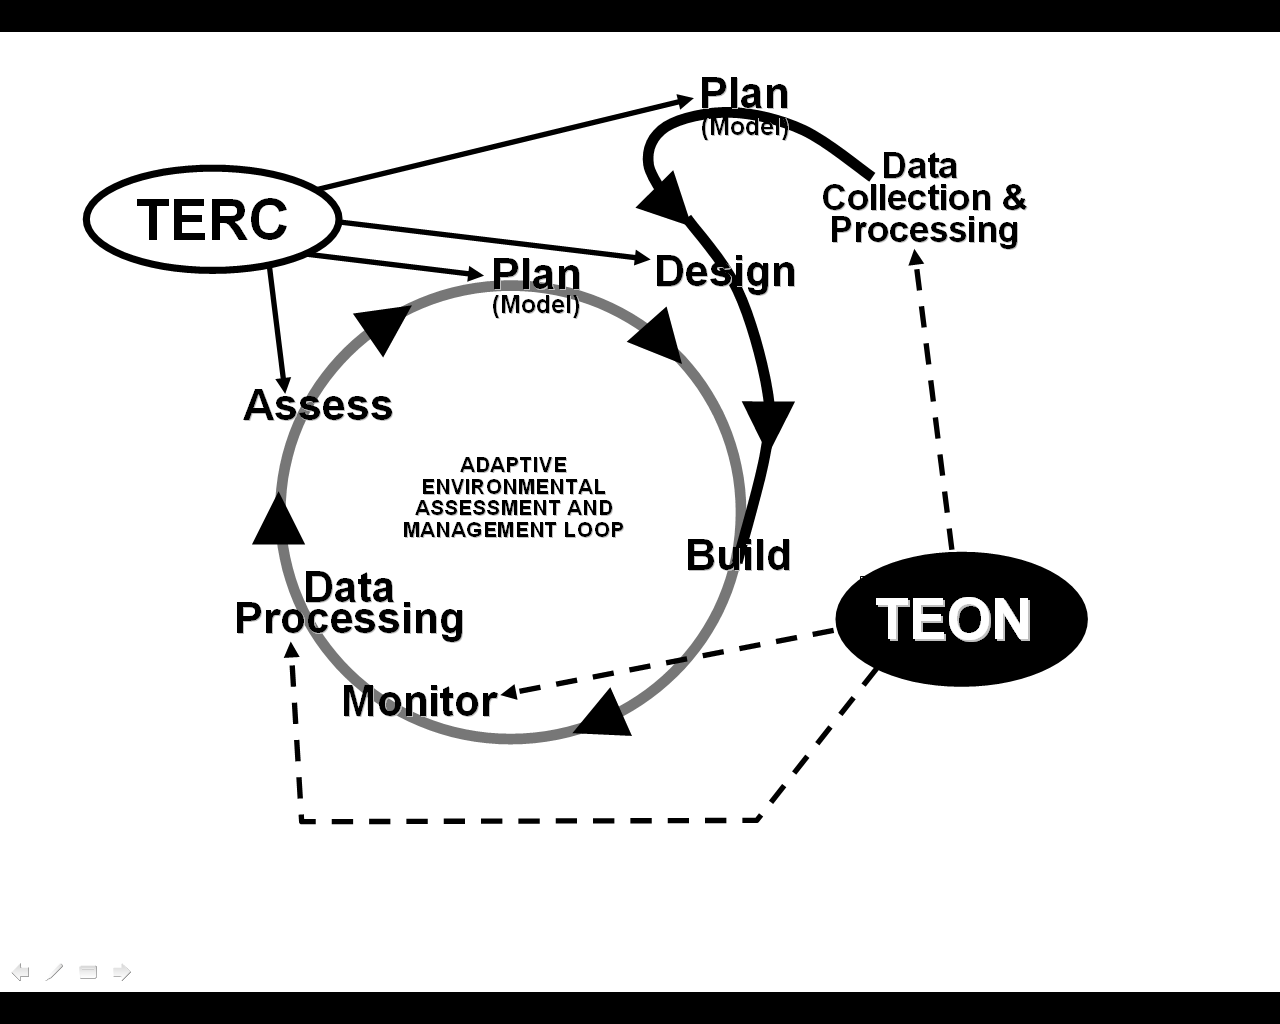 Plan
(Model)
Data
Collection &
Processing
TERC
Plan
(Model)
Design
Assess
ADAPTIVE
ENVIRONMENTAL
ASSESSMENT AND
MANAGEMENT LOOP
Build
Data
Processing
TEON
Monitor